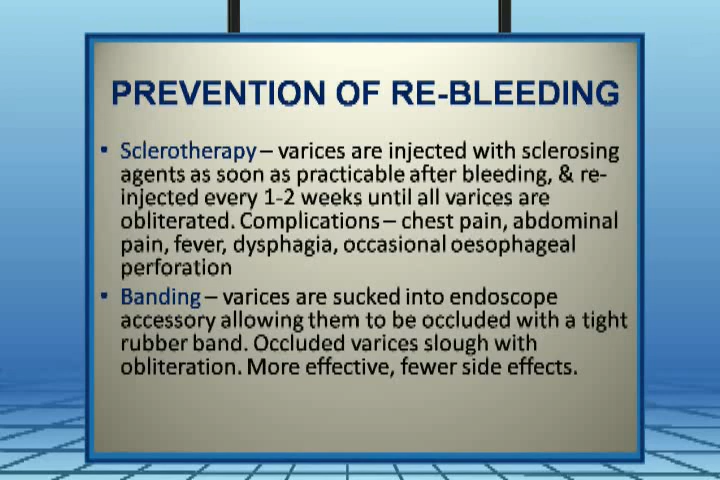 PREVENTION OF RE-BLEEDING
• Sclerotherapy – varices are injected with sclerosing
agents as soon as practicable after bleeding, & re-
injected every 1-2 weeks until all varices are
obliterated. Complications – chest pain, abdominal
pain, fever, dysphagia, occasional oesophageal
perforation
• Banding – varices are sucked into endoscope
accessory allowing them to be occluded with a tight
rubber band. Occluded varices slough with
obliteration. More effective, fewer side effects.